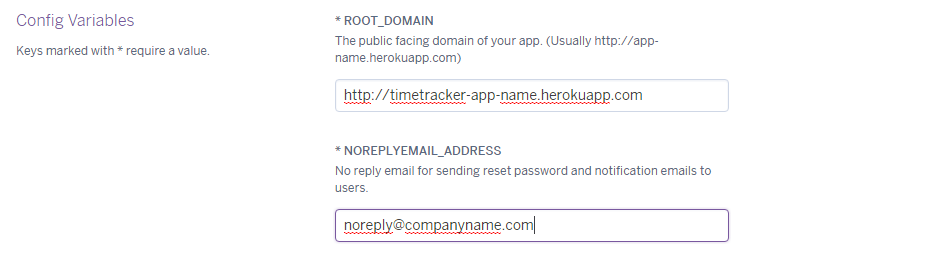 Config Variables
Keys marked with * require a value.
* ROOT_DOMAIN
The public facing domain of your app. (Usually http://app-
name.herokuapp.com)
http://timetracker-app-name.herokuapp.com
* NOREPLYEMAIL_ADDRESS
No reply email for sending reset password and notification emails to
users.
noreply@companyname.com